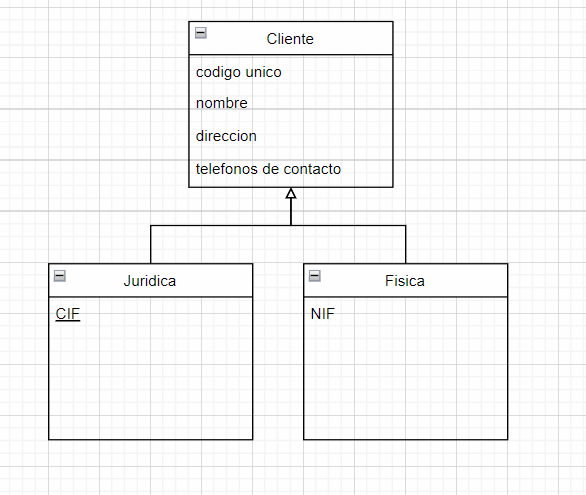 Cliente
codigo unico
nombre
direccion
telefonos de contacto
Juridica
CIF
Fisica
NIF